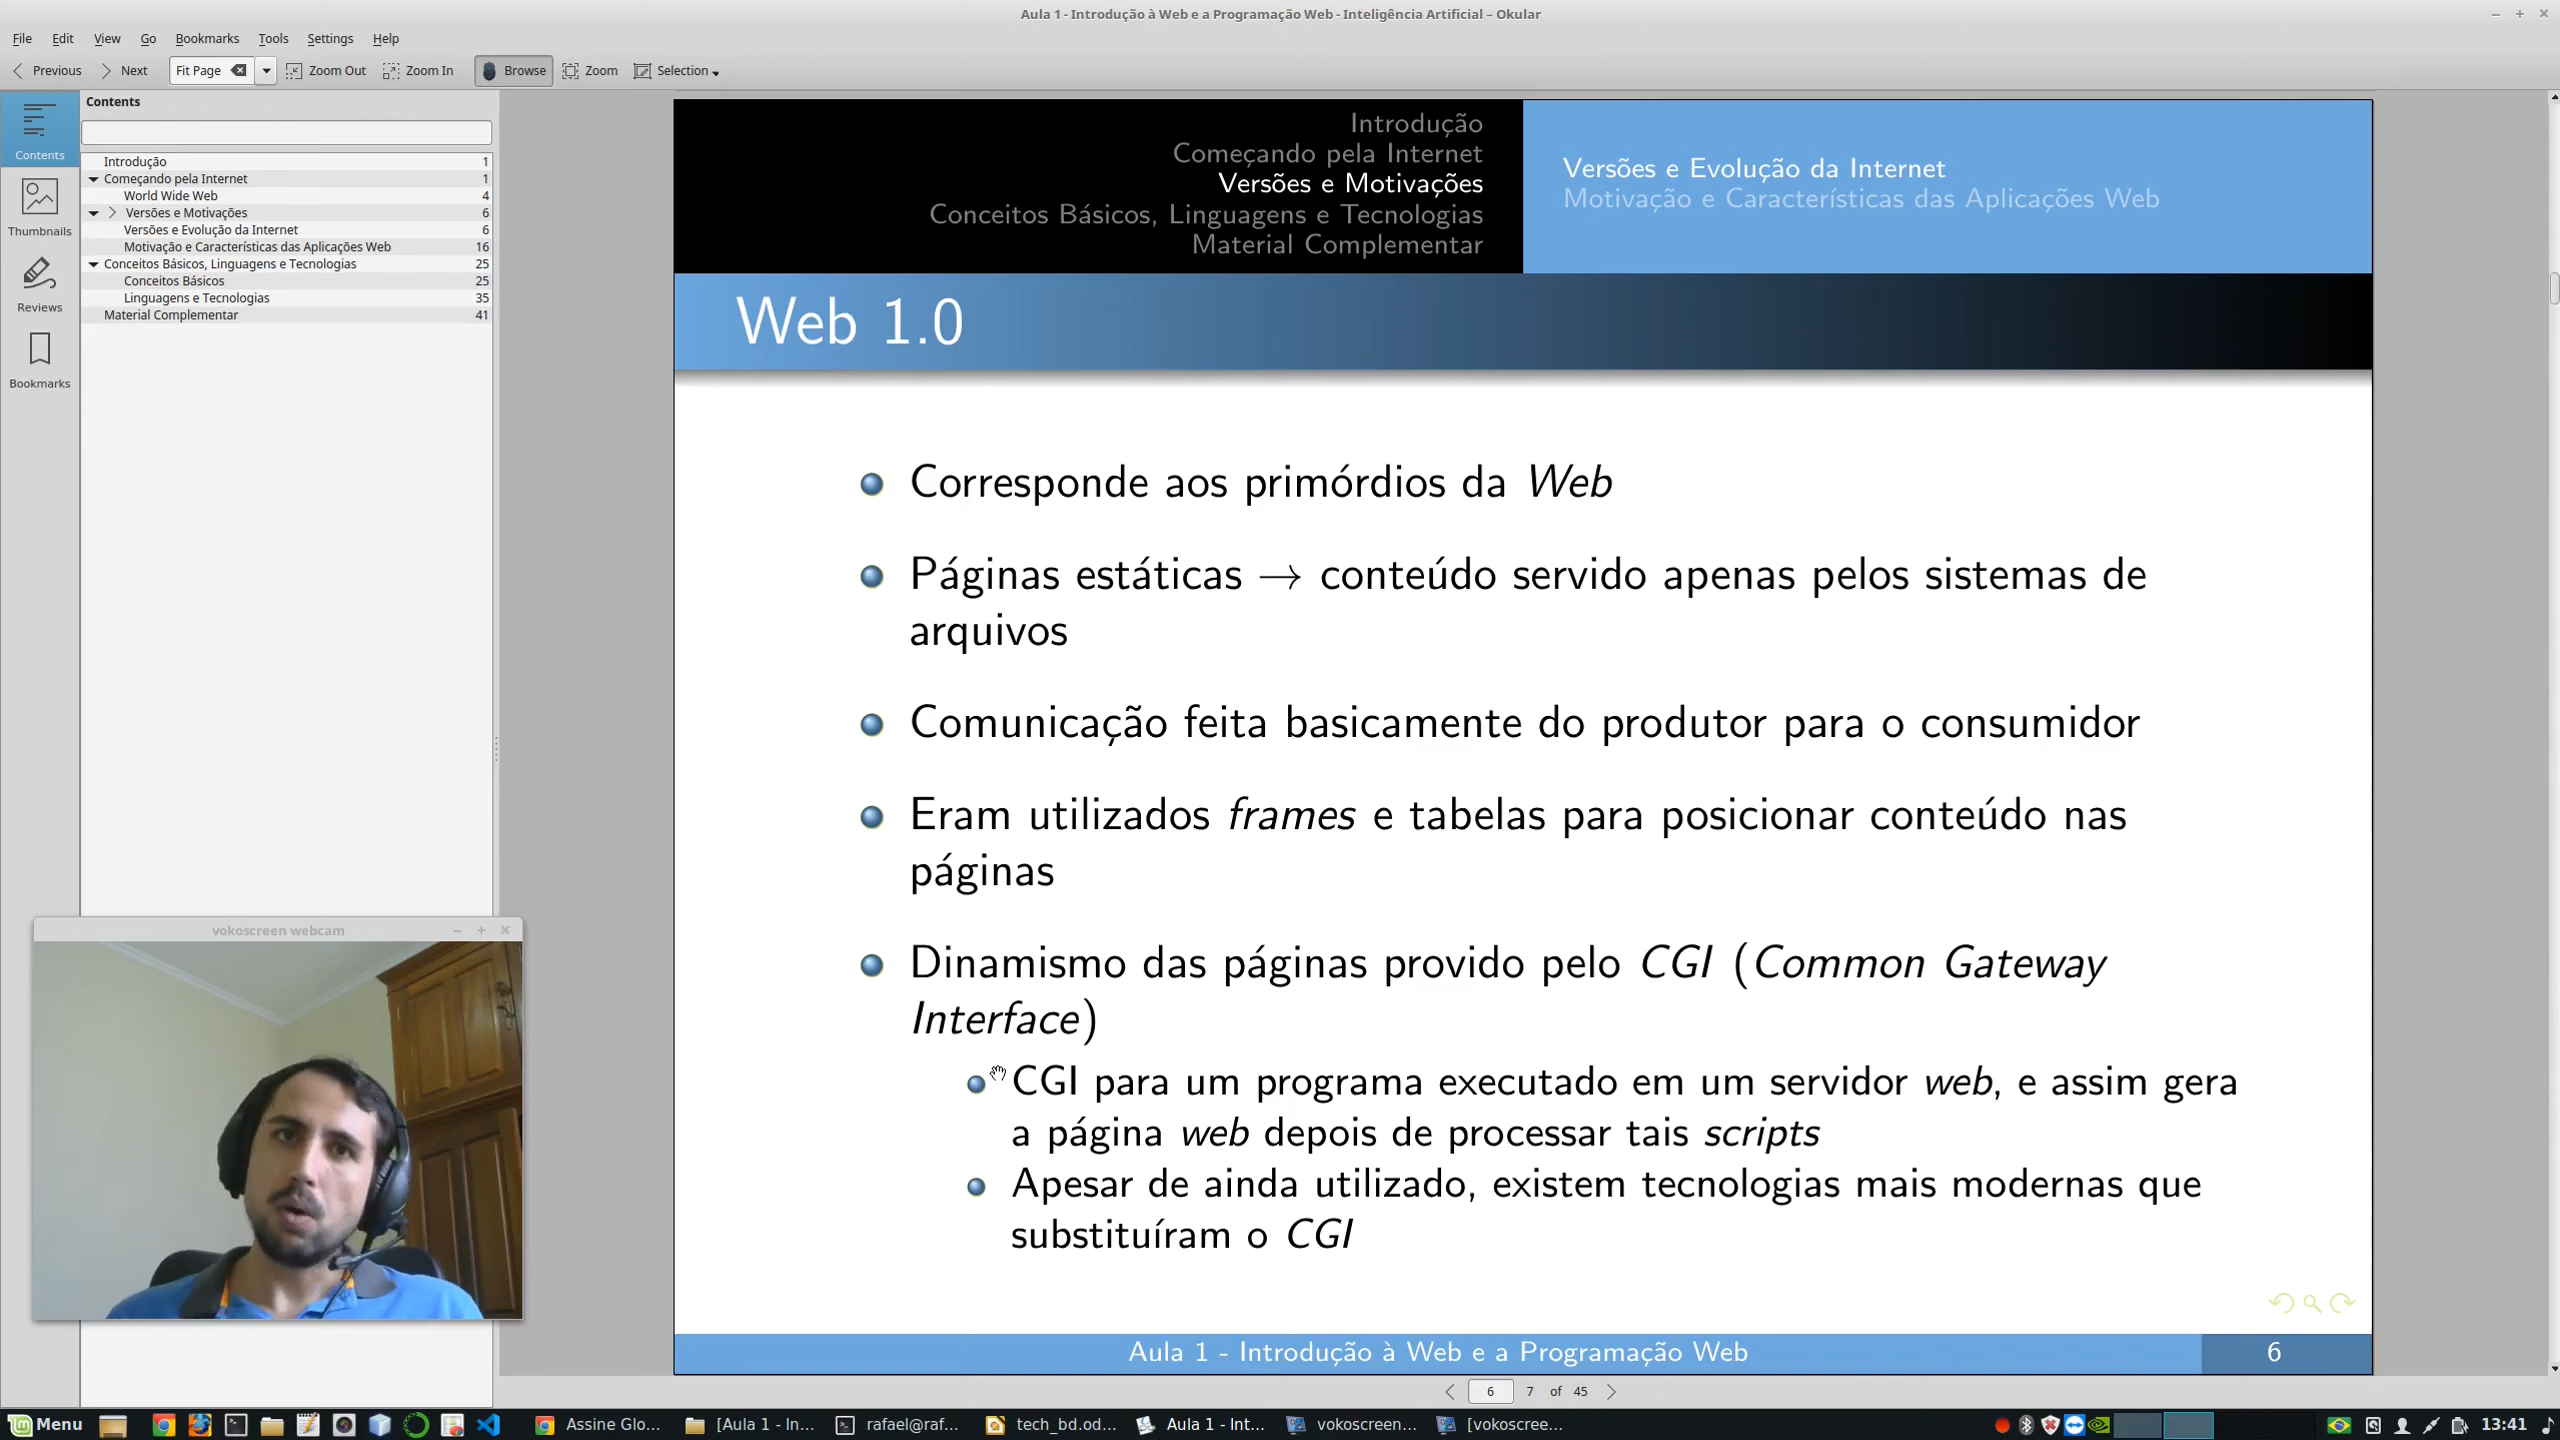 Aula 1 - Introdução à Web e a Programação Web - Inteligência Artificial – Okular
File Edit View Go Bookmarks Tools Settings Help
Previous Next Fit Page Zoom Out Zoom In Browse Zoom Selection
Contents
Contents
Thumbnails
Reviews
Bookmarks
Introdução 1
Começando pela Internet 1
World Wide Web 4
Versões e Motivações 6
Versões e Evolução da Internet 6
Motivação e Características das Aplicações Web 16
Conceitos Básicos, Linguagens e Tecnologias 25
Conceitos Básicos 25
Linguagens e Tecnologias 35
Material Complementar 41
vokoscreen webcam
Introdução
Começando pela Internet
Versões e Motivações
Conceitos Básicos, Linguagens e Tecnologias
Material Complementar
Versões e Evolução da Internet
Motivação e Características das Aplicações Web
Web 1.0
Corresponde aos primórdios da Web
Páginas estáticas → conteúdo servido apenas pelos sistemas de
arquivos
Comunicação feita basicamente do produtor para o consumidor
Eram utilizados frames e tabelas para posicionar conteúdo nas
páginas
Dinamismo das páginas provido pelo CGI (Common Gateway
Interface)
CGI para um programa executado em um servidor web, e assim gera
a página web depois de processar tais scripts
Apesar de ainda utilizado, existem tecnologias mais modernas que
substituíram o CGI
Aula 1 - Introdução à Web e a Programação Web 6
6 7 of 45
Menu Assine Glo... [Aula 1 - In... rafael@raf... tech_bd.od... Aula 1 - Int... vokoscreen... [vokoscree... 13:41